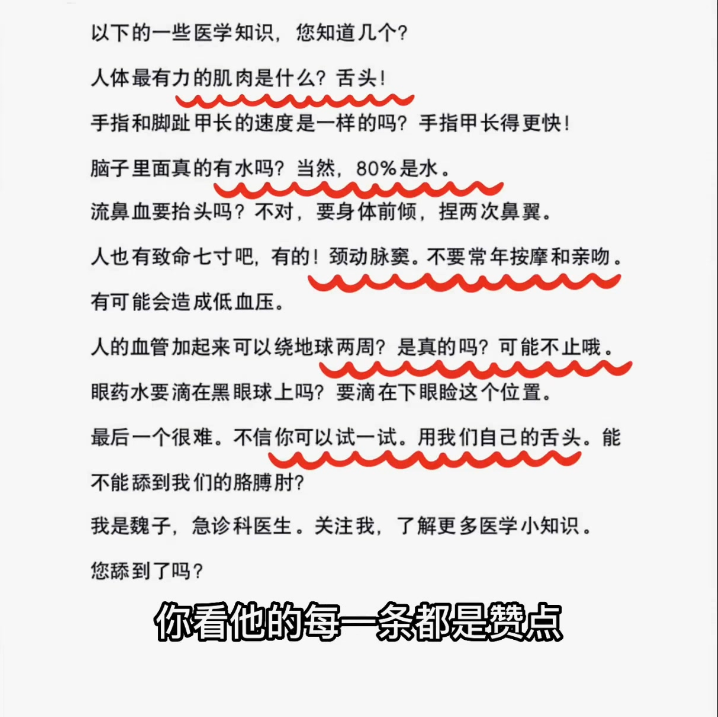 以下的一些医学知识，您知道几个？
人体最有力的肌肉是什么？舌头！
手指和脚趾甲长的速度是一样的吗？手指甲长得更快！
脑子里面真的有水吗？当然，80%是水。
流鼻血要抬头吗？不对，要身体前倾，捏两次鼻翼。
人也有致命七寸吧，有的！颈动脉窦。不要常年按摩和亲吻。
有可能会造成低血压。
人的血管加起来可以绕地球两周？是真的吗？可能不止哦。
眼药水要滴在黑眼球上吗？要滴在下眼睑这个位置。
最后一个很难。不信你可以试一试。用我们自己的舌头。能
不能舔到我们的胳膊肘？
我是魏子，急诊科医生。关注我，了解更多医学小知识。
您舔到了吗？
你看他的每一条都是赞点